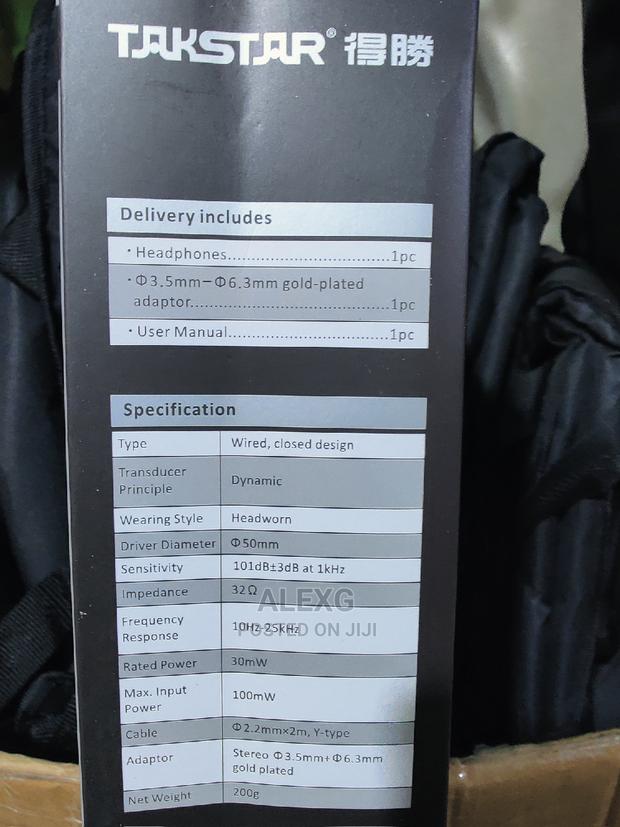 TAKSTAR® 得勝
Delivery includes
·Headphones.................................1pc
·Φ3.5mm—Φ6.3mm gold-plated
adaptor........................................1pc
·User Manual.................................1pc
Specification
Type Wired, closed design
Transducer
Principle Dynamic
Wearing Style Headworn
Driver Diameter Φ50mm
Sensitivity 101dB±3dB at 1kHz
Impedance 32Ω
Frequency
Response 10Hz-25kHz
Rated Power 30mW
Max. Input
Power 100mW
Cable Φ2.2mm×2m, Y-type
Adaptor Stereo Φ3.5mm+Φ6.3mm
gold plated
Net Weight 200g
ALEXG
POSTED ON JIJI